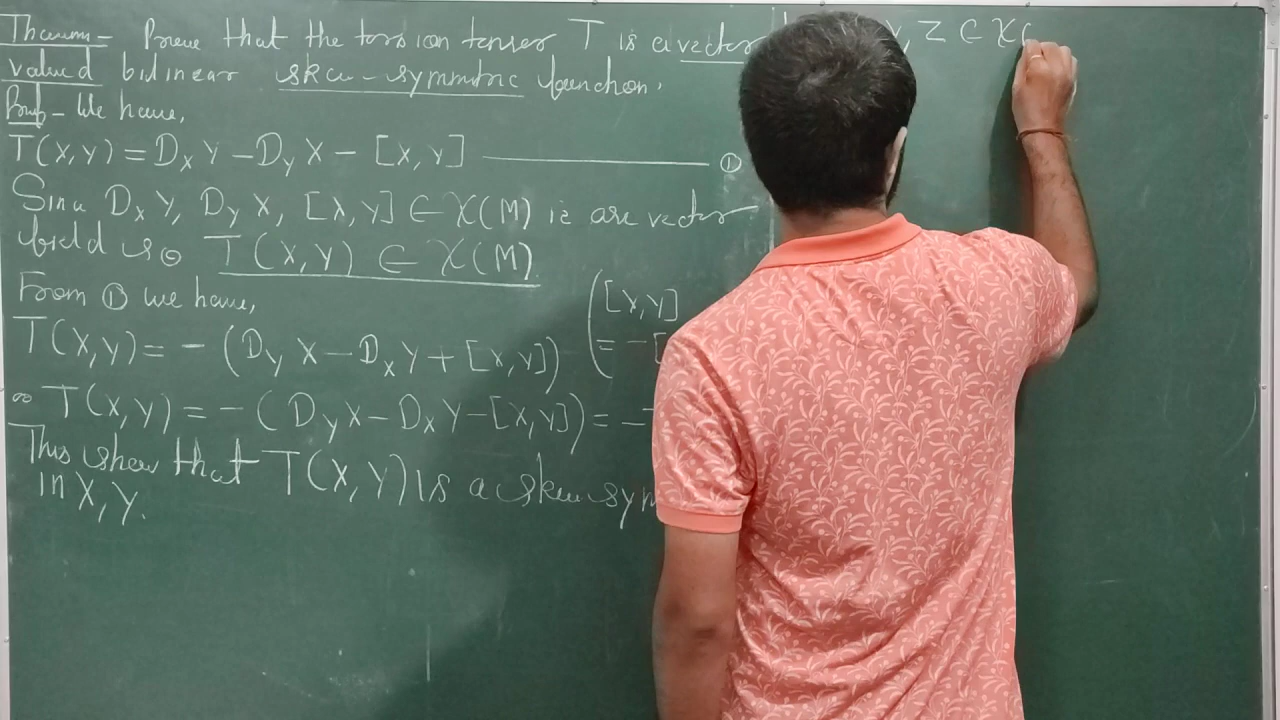 Theorem - Prove that the torsion tensor T is a vector
valued bilinear skew-symmetric function.
Proof - We have,
T(X,Y) = D_X Y - D_Y X - [X,Y] ——— ①
Since D_X Y, D_Y X, [X,Y] ∈ χ(M) ie are vector
field so T(X,Y) ∈ χ(M).
From ① we have,
T(X,Y) = - (D_Y X - D_X Y + [X,Y]) ( [X,Y]
= -[
∴ T(X,Y) = - (D_Y X - D_X Y - [Y,X]) = -
This show that T(X,Y) is a skew sym
in X,Y.
Y, Z ∈ χ(